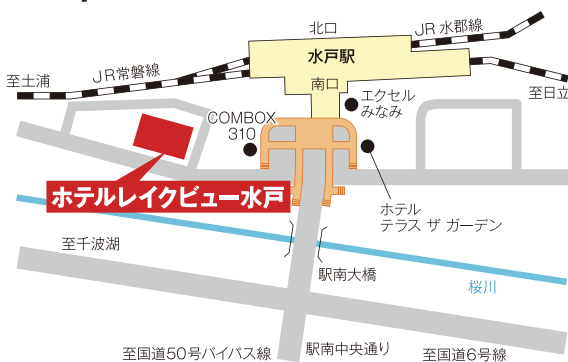 北口
JR水郡線
水戸駅
JR常磐線
至土浦
南口
エクセル
みなみ
至日立
COMBOX
310
ホテルレイクビュー水戸
ホテル
テラス ザ ガーデン
至千波湖
駅南大橋
桜川
至国道50号バイパス線
駅南中央通り
至国道6号線